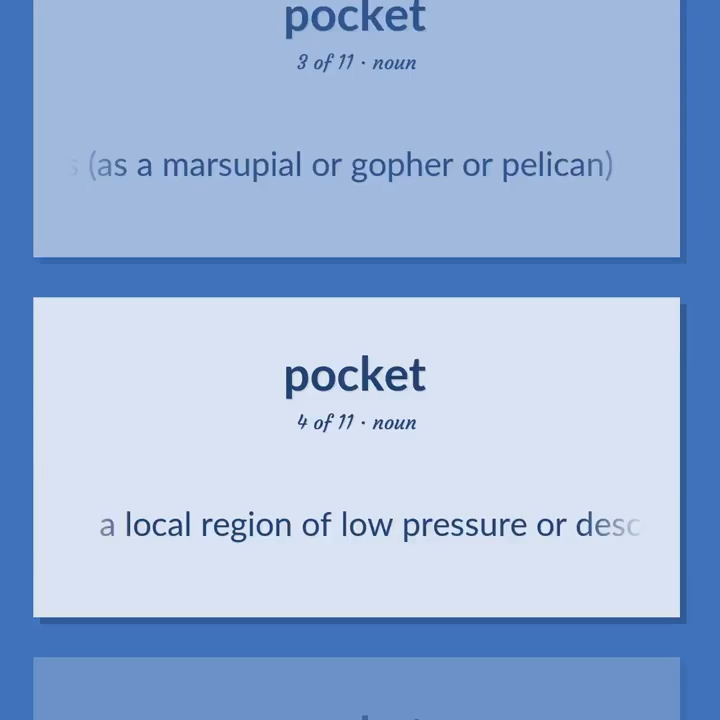 pocket
3 of 11 · noun
(as a marsupial or gopher or pelican)
pocket
4 of 11 · noun
a local region of low pressure or desc